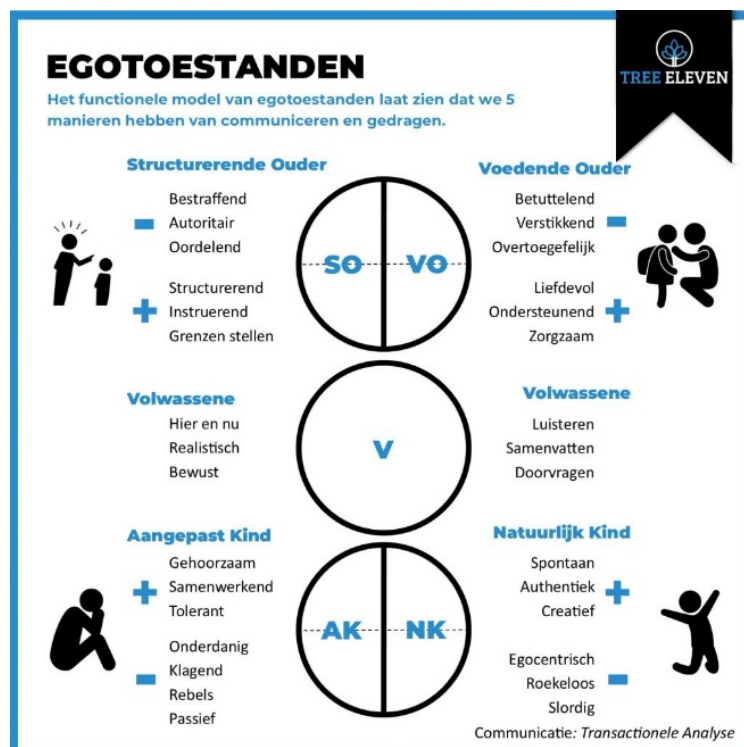 TREE ELEVEN
EGOTOESTANDEN
Het functionele model van egotoestanden laat zien dat we 5
manieren hebben van communiceren en gedragen.
Structurerende Ouder
Bestraffend
Autoritair
Oordelend
Structurerend
Instruerend
Grenzen stellen
SO
VO
Voedende Ouder
Betuttelend
Verstikkend
Overtoegefelijk
Liefdevol
Ondersteunend
Zorgzaam
Volwassene
Hier en nu
Realistisch
Bewust
V
Volwassene
Luisteren
Samenvatten
Doorvragen
Aangepast Kind
Gehoorzaam
Samenwerkend
Tolerant
Onderdanig
Klagend
Rebels
Passief
AK
NK
Natuurlijk Kind
Spontaan
Authentiek
Creatief
Egocentrisch
Roekeloos
Slordig
Communicatie: Transactionele Analyse